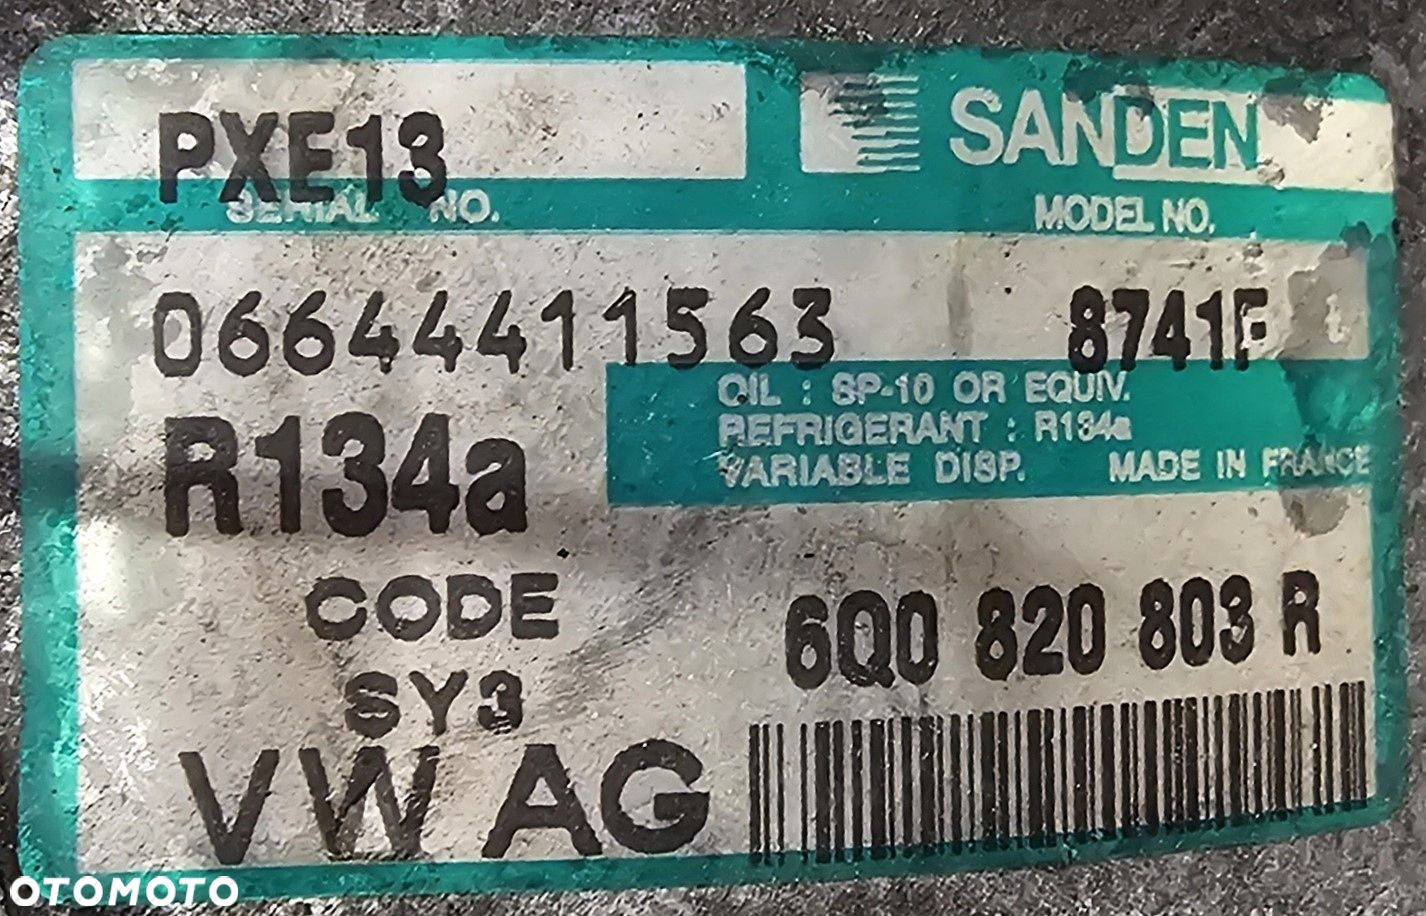 PXE13
SANDEN
SERIAL NO.
MODEL NO.
06644411563
8741F
OIL : SP-10 OR EQUIV.
REFRIGERANT : R134a
VARIABLE DISP. MADE IN FRANCE
R134a
CODE
SY3
VW AG
6Q0 820 803 R
OTOMOTO